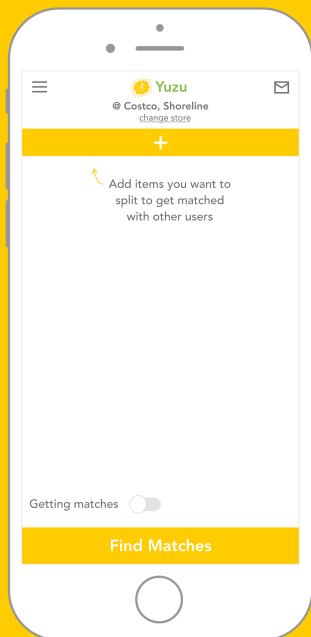 Yuzu
@ Costco, Shoreline
change store
+
Add items you want to
split to get matched
with other users
Getting matches
Find Matches